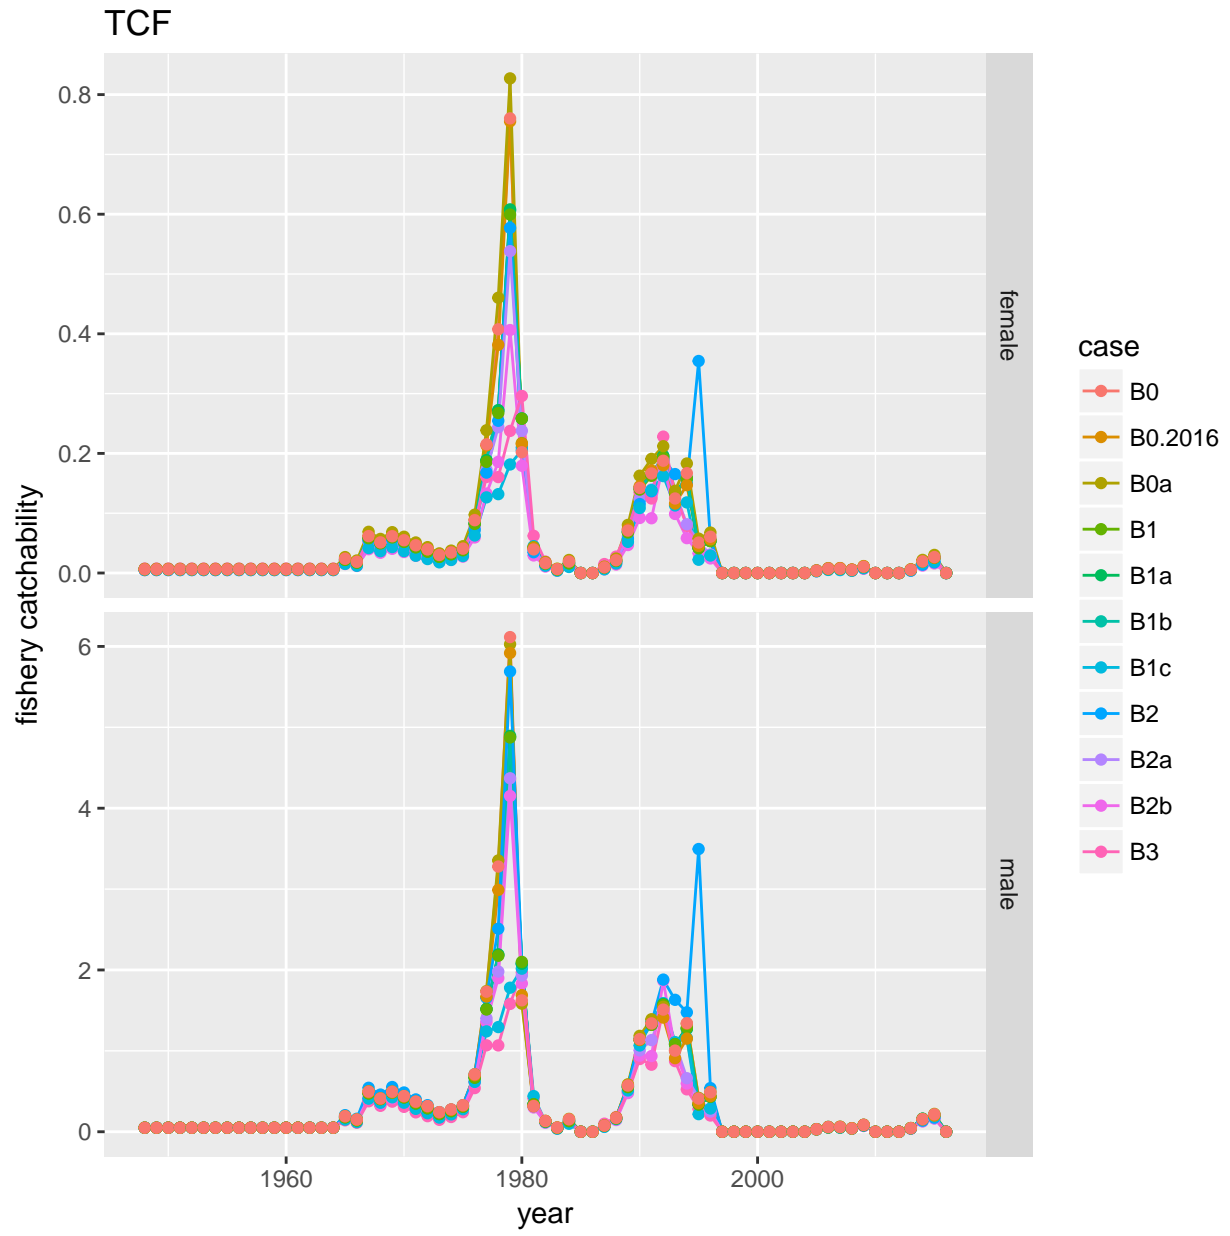 TCF
fishery catchability
0.8
0.6
0.4
0.2
0.0
female
6
4
2
0
male
1960
1980
2000
year
case
B0
B0.2016
B0a
B1
B1a
B1b
B1c
B2
B2a
B2b
B3